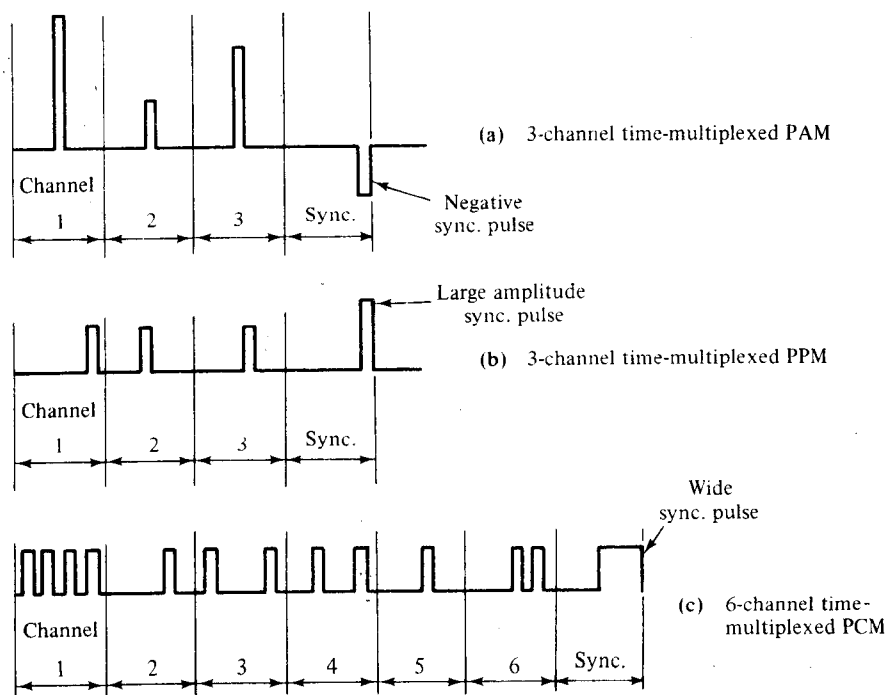 (a) 3-channel time-multiplexed PAM
Channel
1 2 3 Sync.
Negative
sync. pulse
Large amplitude
sync. pulse
(b) 3-channel time-multiplexed PPM
Channel
1 2 3 Sync.
Wide
sync. pulse
(c) 6-channel time-
multiplexed PCM
Channel
1 2 3 4 5 6 Sync.